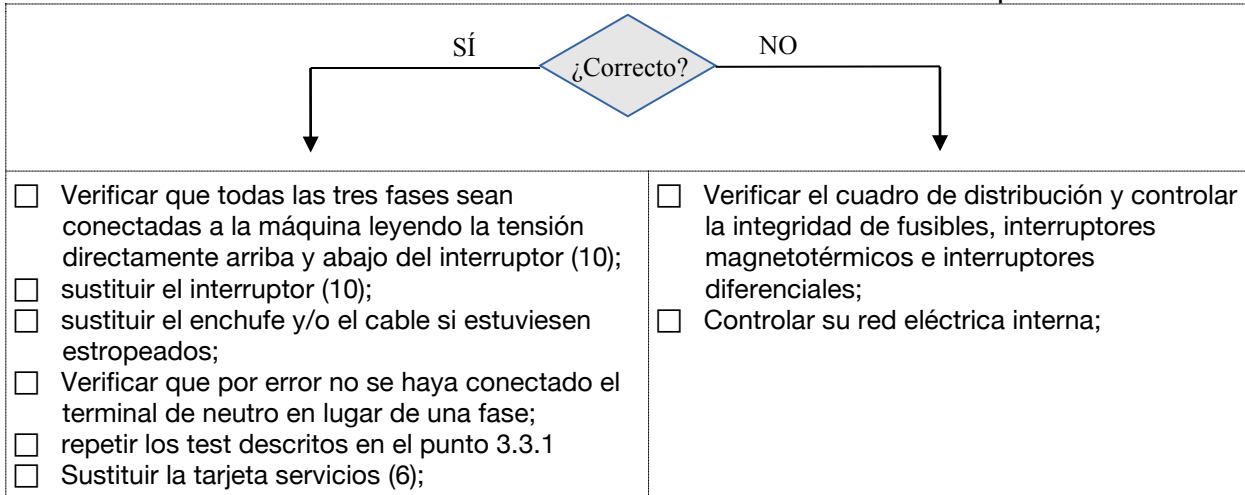 SÍ
¿Correcto?
NO
☐ Verificar que todas las tres fases sean
conectadas a la máquina leyendo la tensión
directamente arriba y abajo del interruptor (10);
☐ sustituir el interruptor (10);
☐ sustituir el enchufe y/o el cable si estuviesen
estropeados;
☐ Verificar que por error no se haya conectado el
terminal de neutro en lugar de una fase;
☐ repetir los test descritos en el punto 3.3.1
☐ Sustituir la tarjeta servicios (6);
☐ Verificar el cuadro de distribución y controlar
la integridad de fusibles, interruptores
magnetotérmicos e interruptores
diferenciales;
☐ Controlar su red eléctrica interna;